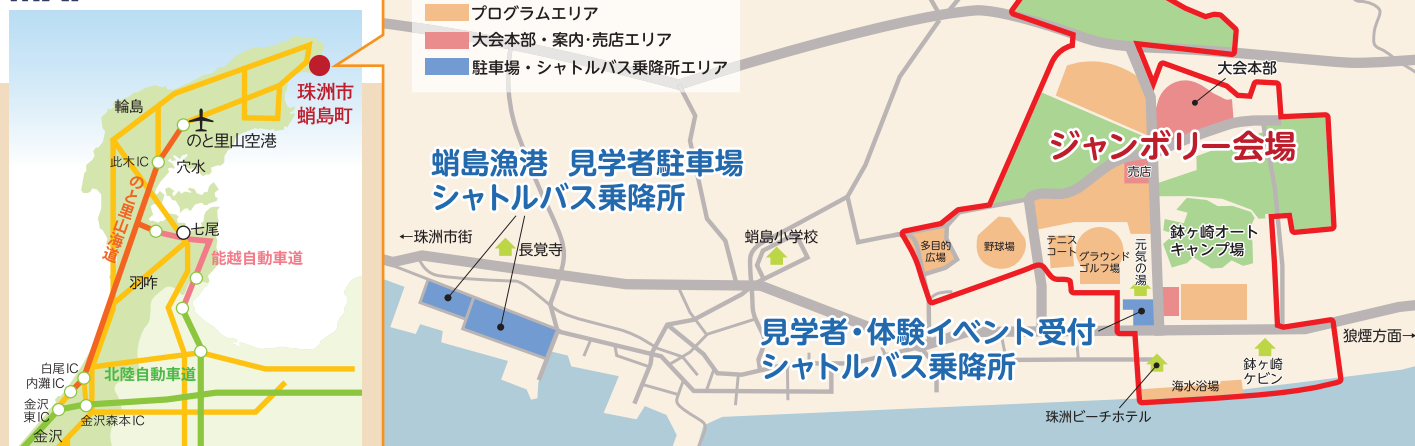 プログラムエリア
大会本部・案内・売店エリア
駐車場・シャトルバス乗降所エリア
珠洲市
蛸島町
輪島
のと里山空港
此木IC
穴水
のと里山海道
七尾
能越自動車道
羽咋
白尾IC
内灘IC
北陸自動車道
金沢
東IC
金沢森本IC
金沢
蛸島漁港 見学者駐車場
シャトルバス乗降所
←珠洲市街
長覚寺
蛸島小学校
大会本部
ジャンボリー会場
売店
多目的
広場
野球場
テニス
コート
グラウンド
ゴルフ場
元気の湯
鉢ヶ崎オート
キャンプ場
見学者・体験イベント受付
シャトルバス乗降所
狼煙方面→
鉢ヶ崎
ケビン
海水浴場
珠洲ビーチホテル